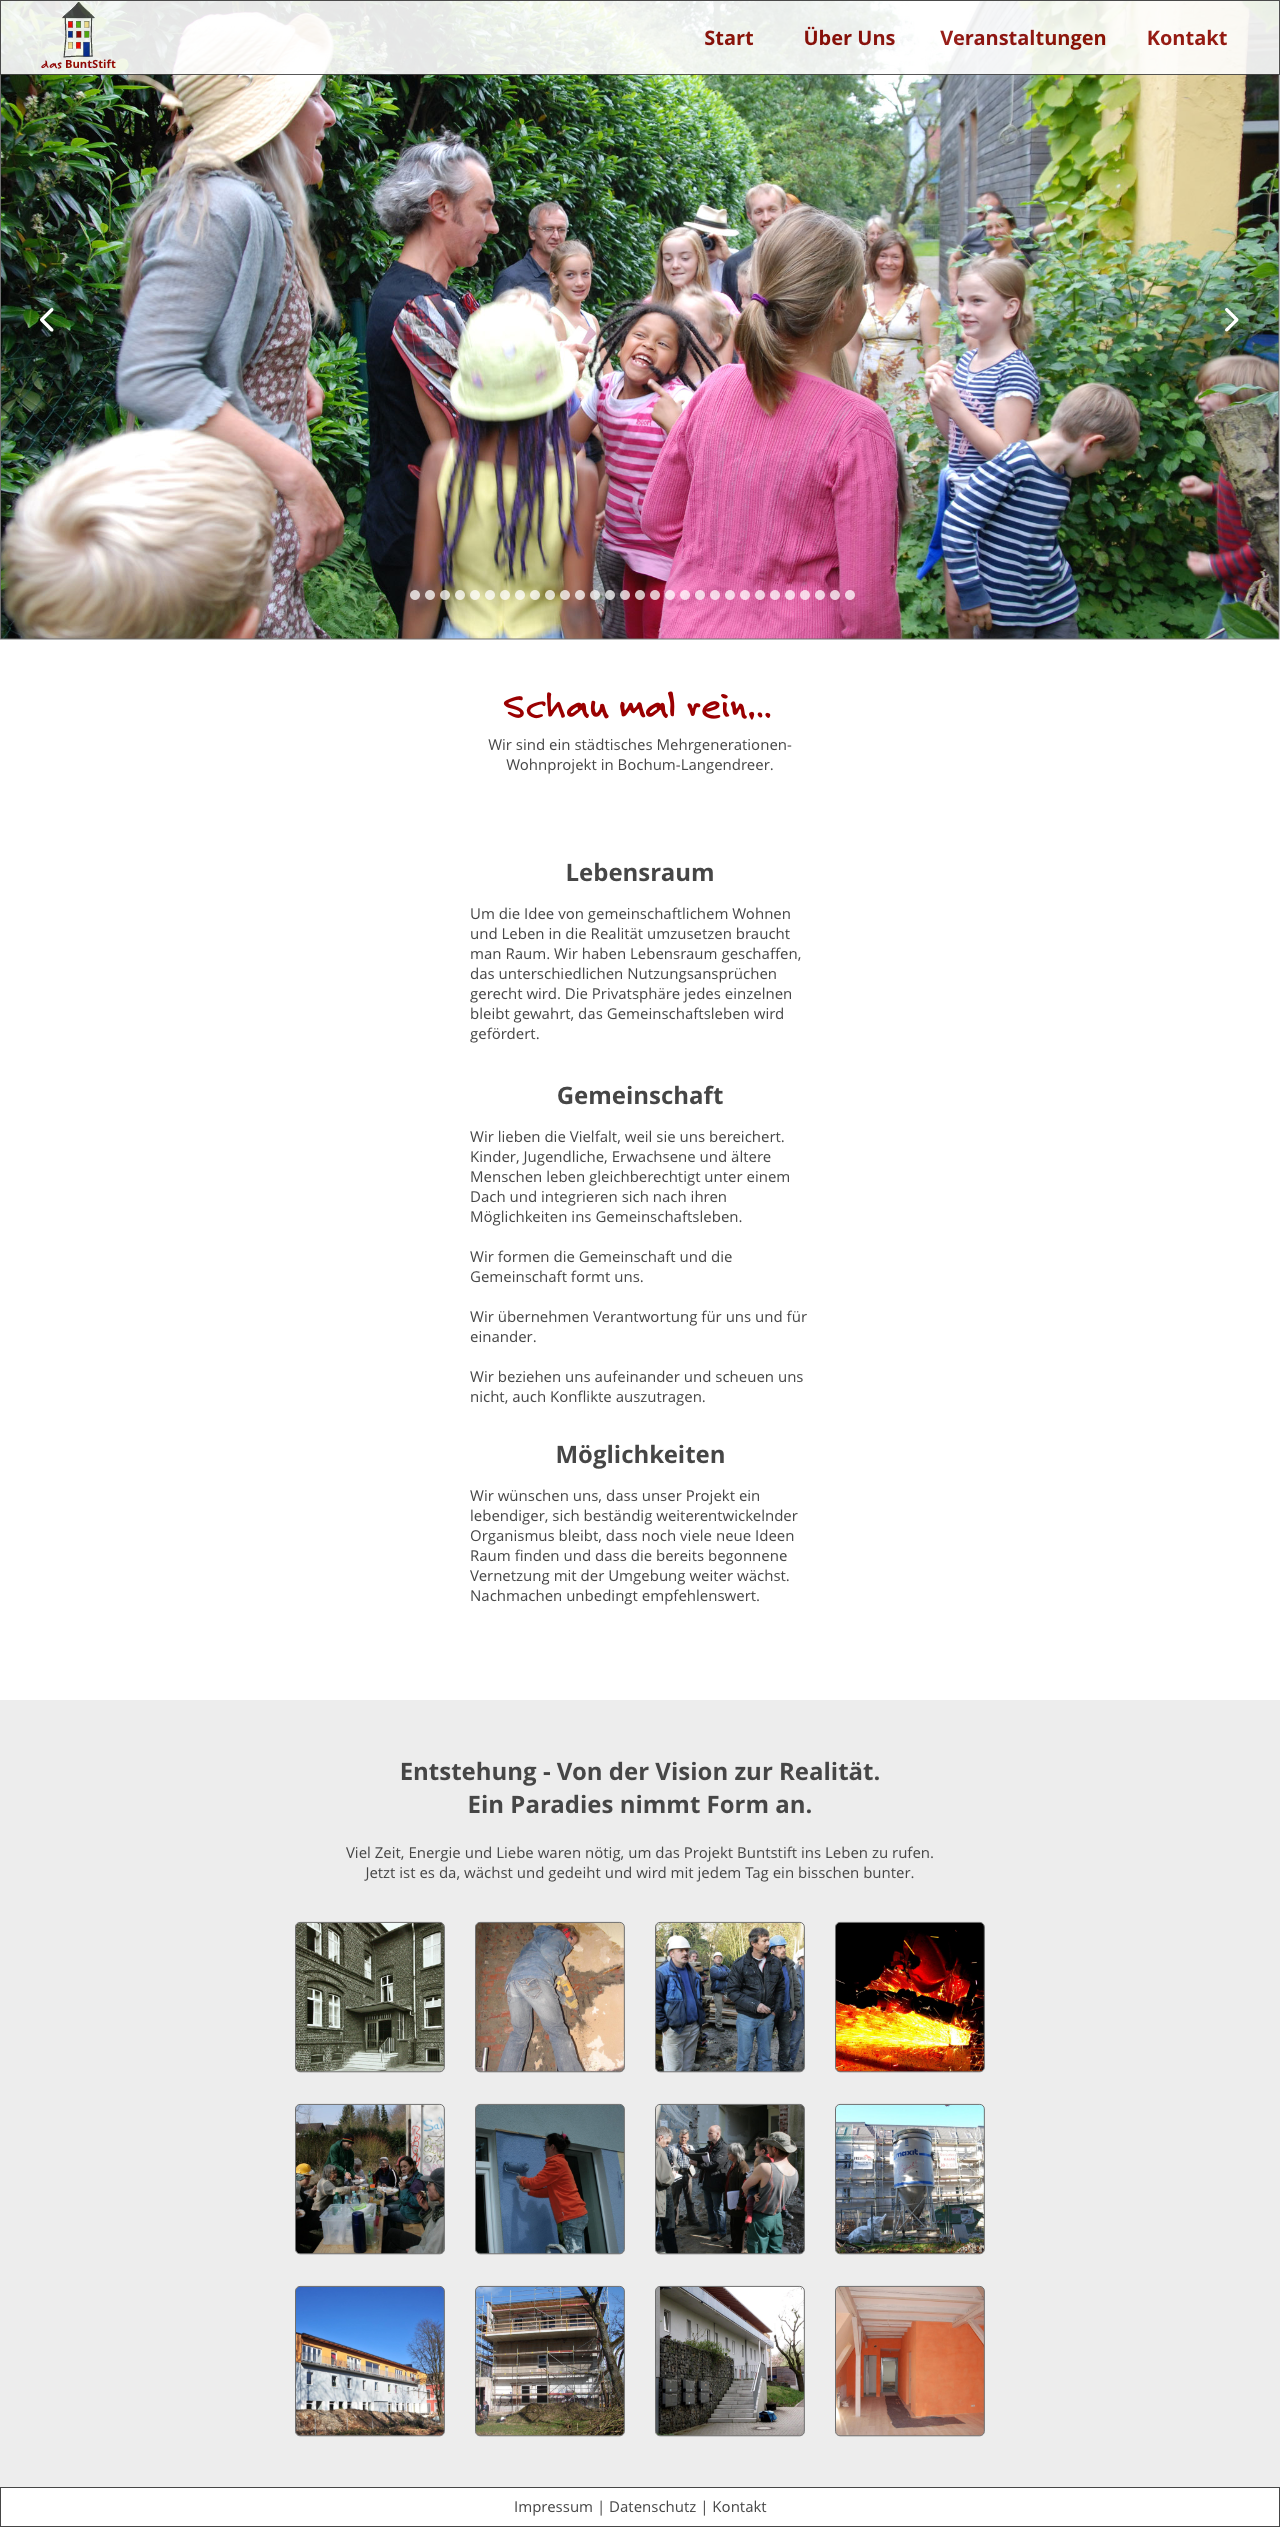 Start
Über Uns
Veranstaltungen
Kontakt
das BuntStift
Schau mal rein...
Wir sind ein städtisches Mehrgenerationen-
Wohnprojekt in Bochum-Langendreer.
Lebensraum
Um die Idee von gemeinschaftlichem Wohnen
und Leben in die Realität umzusetzen braucht
man Raum. Wir haben Lebensraum geschaffen,
das unterschiedlichen Nutzungsansprüchen
gerecht wird. Die Privatsphäre jedes einzelnen
bleibt gewahrt, das Gemeinschaftsleben wird
gefördert.
Gemeinschaft
Wir lieben die Vielfalt, weil sie uns bereichert.
Kinder, Jugendliche, Erwachsene und ältere
Menschen leben gleichberechtigt unter einem
Dach und integrieren sich nach ihren
Möglichkeiten ins Gemeinschaftsleben.
Wir formen die Gemeinschaft und die
Gemeinschaft formt uns.
Wir übernehmen Verantwortung für uns und für
einander.
Wir beziehen uns aufeinander und scheuen uns
nicht, auch Konflikte auszutragen.
Möglichkeiten
Wir wünschen uns, dass unser Projekt ein
lebendiger, sich beständig weiterentwickelnder
Organismus bleibt, dass noch viele neue Ideen
Raum finden und dass die bereits begonnene
Vernetzung mit der Umgebung weiter wächst.
Nachmachen unbedingt empfehlenswert.
Entstehung - Von der Vision zur Realität.
Ein Paradies nimmt Form an.
Viel Zeit, Energie und Liebe waren nötig, um das Projekt Buntstift ins Leben zu rufen.
Jetzt ist es da, wächst und gedeiht und wird mit jedem Tag ein bisschen bunter.
maxit
Impressum | Datenschutz | Kontakt